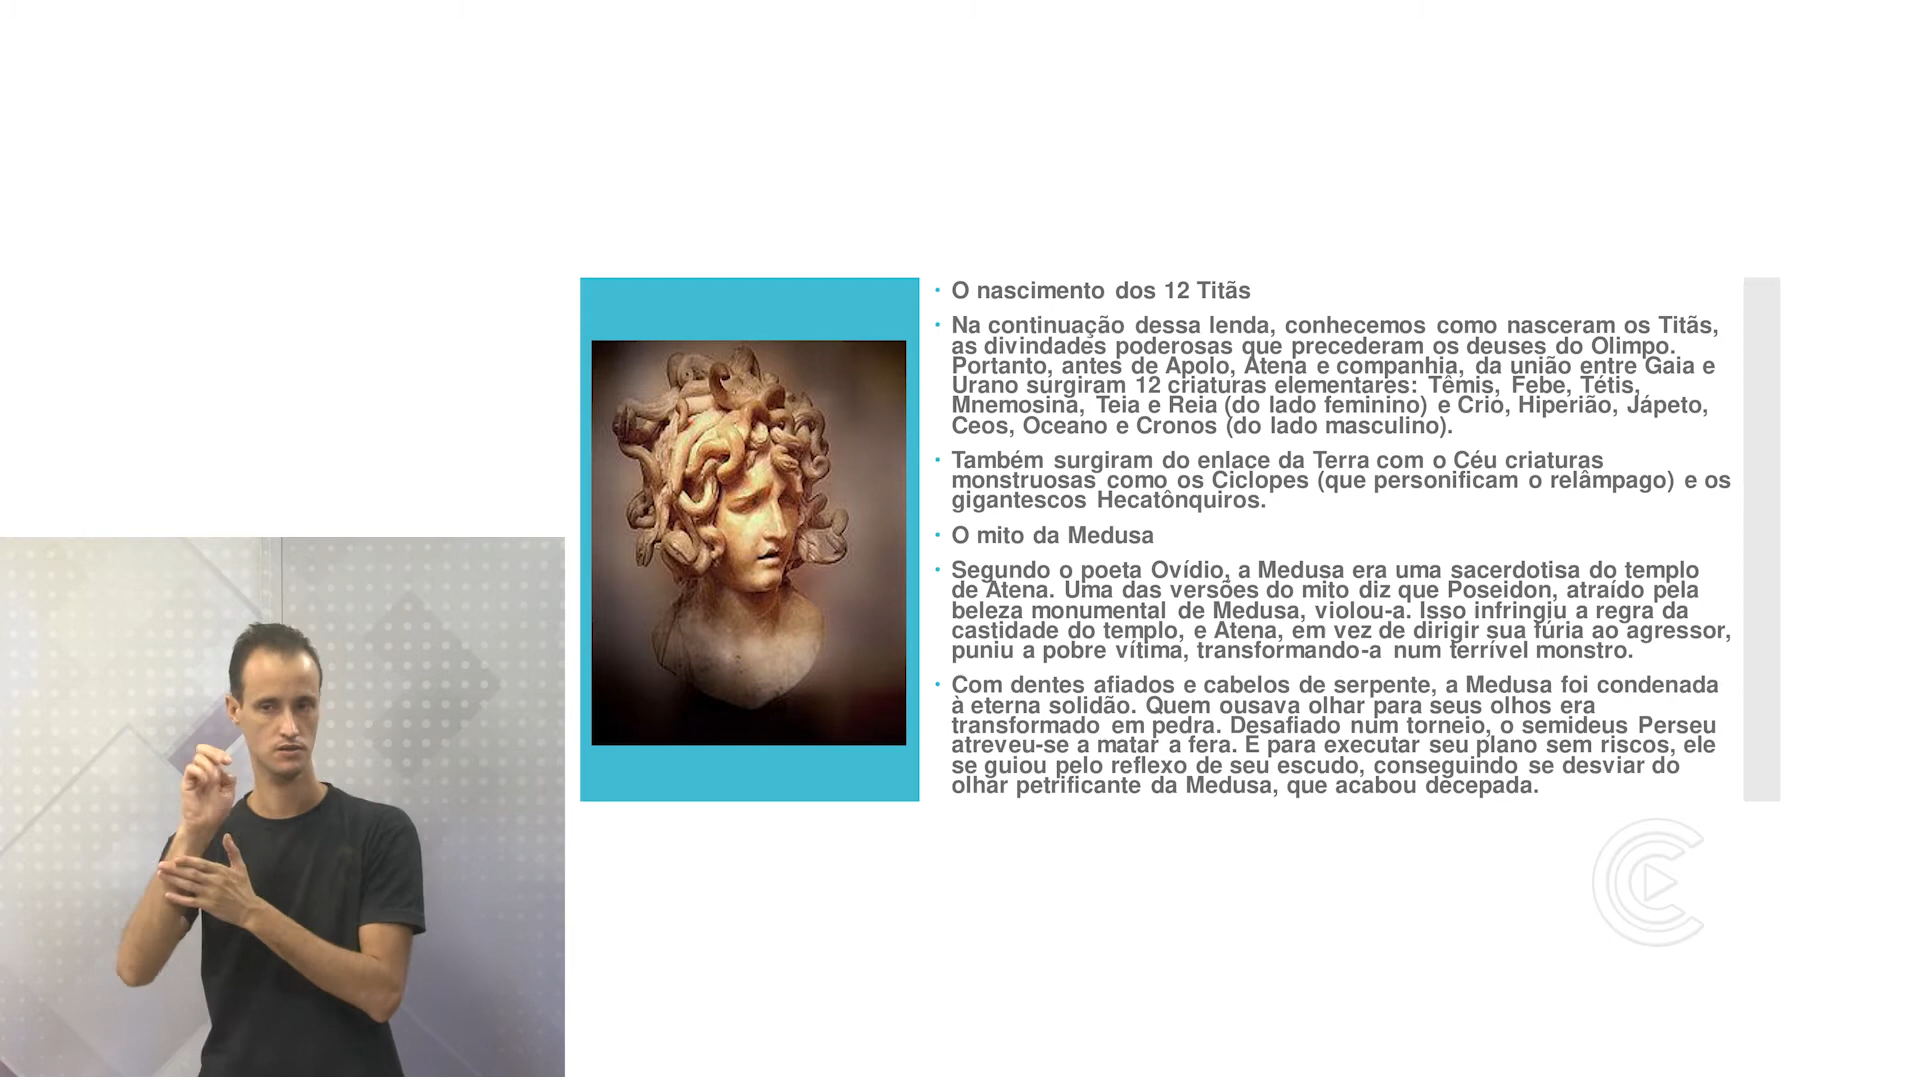 · O nascimento dos 12 Titãs
· Na continuação dessa lenda, conhecemos como nasceram os Titãs,
as divindades poderosas que precederam os deuses do Olimpo.
Portanto, antes de Apolo, Atena e companhia, da união entre Gaia e
Urano surgiram 12 criaturas elementares: Têmis, Febe, Tétis,
Mnemosina, Teia e Reia (do lado feminino) e Crio, Hiperião, Jápeto,
Ceos, Oceano e Cronos (do lado masculino).
· Também surgiram do enlace da Terra com o Céu criaturas
monstruosas como os Ciclopes (que personificam o relâmpago) e os
gigantescos Hecatônquiros.
· O mito da Medusa
· Segundo o poeta Ovídio, a Medusa era uma sacerdotisa do templo
de Atena. Uma das versões do mito diz que Poseidon, atraído pela
beleza monumental de Medusa, violou-a. Isso infringiu a regra da
castidade do templo, e Atena, em vez de dirigir sua fúria ao agressor,
puniu a pobre vítima, transformando-a num terrível monstro.
· Com dentes afiados e cabelos de serpente, a Medusa foi condenada
à eterna solidão. Quem ousava olhar para seus olhos era
transformado em pedra. Desafiado num torneio, o semideus Perseu
atreveu-se a matar a fera. E para executar seu plano sem riscos, ele
se guiou pelo reflexo de seu escudo, conseguindo se desviar do
olhar petrificante da Medusa, que acabou decepada.